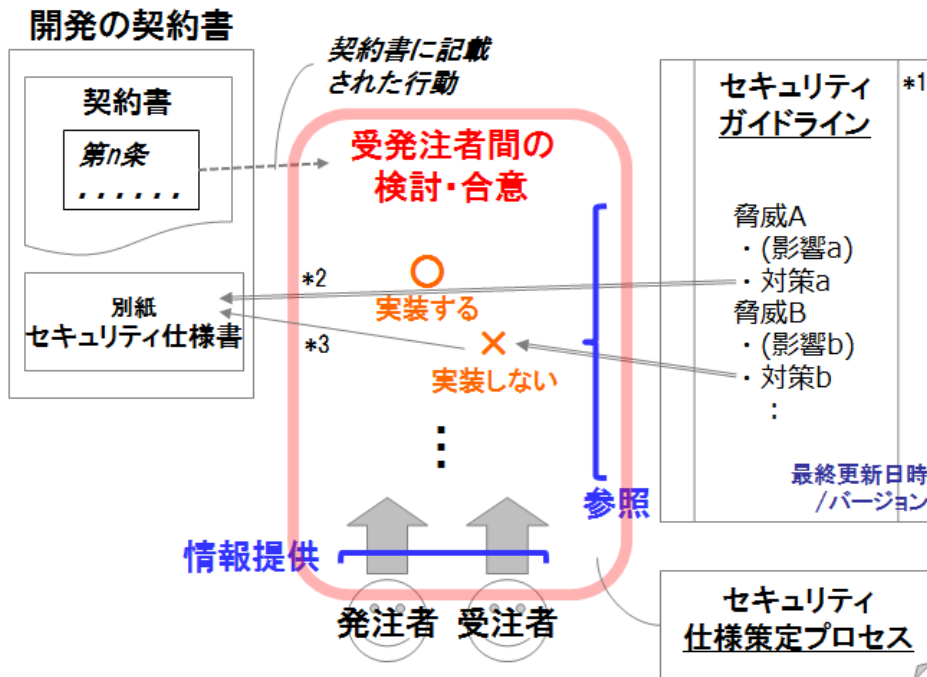 開発の契約書
契約書に記載
された行動
契約書
第n条
. . . . . .
別紙
セキュリティ仕様書
受発注者間の
検討・合意
*2
実装する
*3
×
実装しない
⋮
参照
情報提供
発注者 受注者
セキュリティ *1
ガイドライン
脅威A
・(影響a)
・対策a
脅威B
・(影響b)
・対策b
:
最終更新日時
/バージョン
セキュリティ
仕様策定プロセス